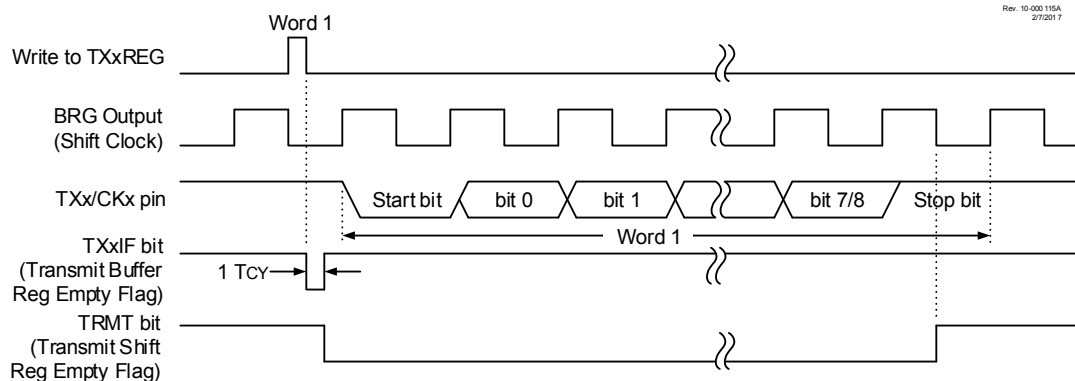 Rev. 10-000 115A
2/7/201 7
Word 1
Write to TXxREG
BRG Output
(Shift Clock)
TXx/CKx pin
Start bit
bit 0
bit 1
bit 7/8
Stop bit
Word 1
TXxIF bit
(Transmit Buffer
Reg Empty Flag)
1 TCY
TRMT bit
(Transmit Shift
Reg Empty Flag)